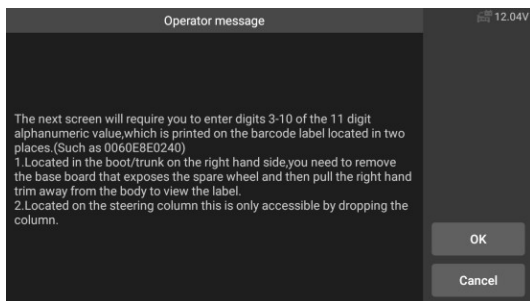 Operator message
12.04V
The next screen will require you to enter digits 3-10 of the 11 digit
alphanumeric value,which is printed on the barcode label located in two
places.(Such as 0060E8E0240)
1.Located in the boot/trunk on the right hand side,you need to remove
the base board that exposes the spare wheel and then pull the right hand
trim away from the body to view the label.
2.Located on the steering column this is only accessible by dropping the
column.
OK
Cancel